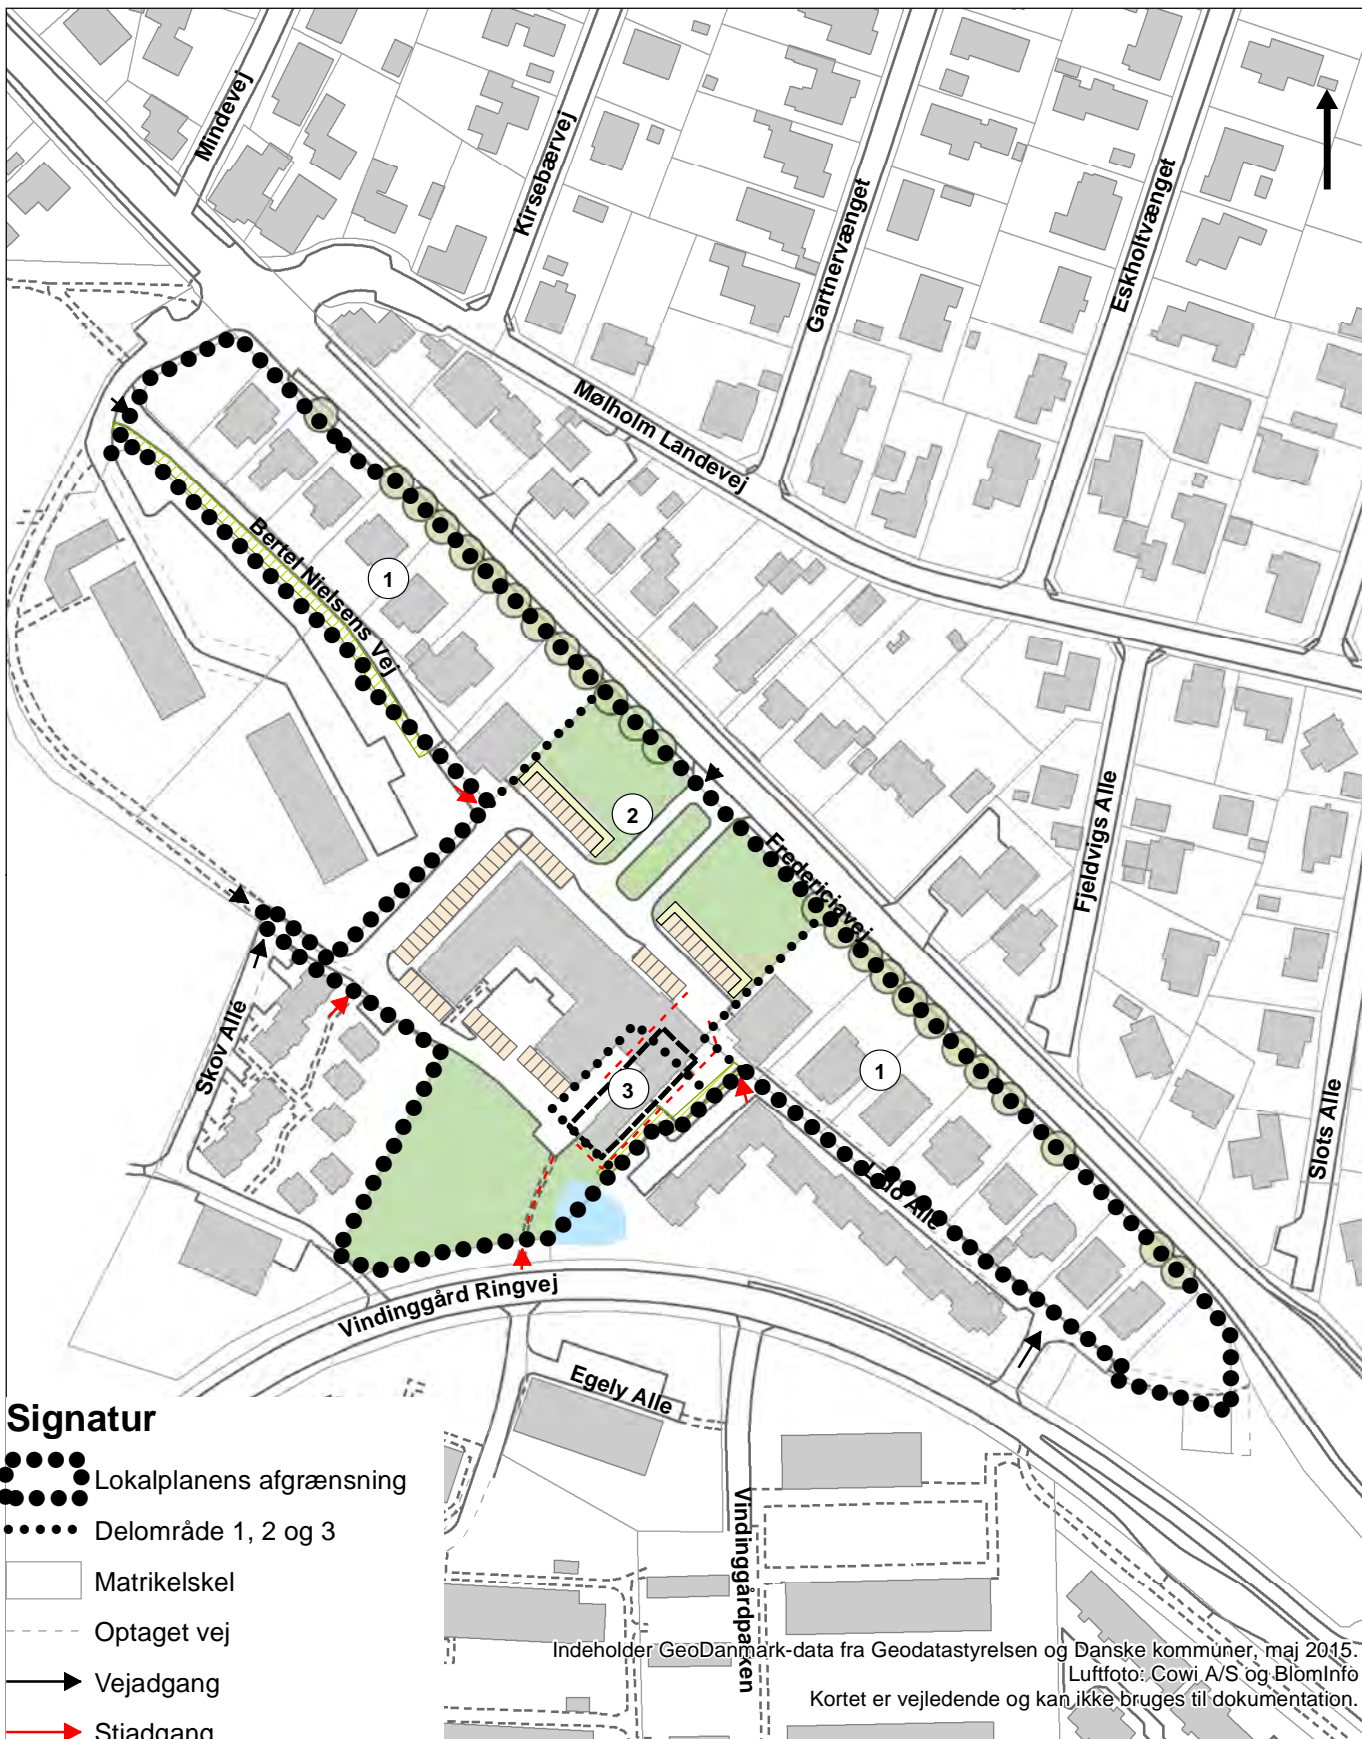 Mindevej
Kirsebærvej
Gartnervænget
Eskholtvænget
Mølholm Landevej
Bertel Nielsens Vej
1
2
Fredericiavej
Fjeldvigs Alle
Skov Allé
3
1
Slots Alle
Vindinggård Ringvej
Egely Alle
Vindinggårdparken
Signatur
Lokalplanens afgrænsning
Delområde 1, 2 og 3
Matrikelskel
Optaget vej
Vejadgang
Stiadgang
Indeholder GeoDanmark-data fra Geodatastyrelsen og Danske kommuner, maj 2015.
Luftfoto: Cowi A/S og BlomInfo
Kortet er vejledende og kan ikke bruges til dokumentation.